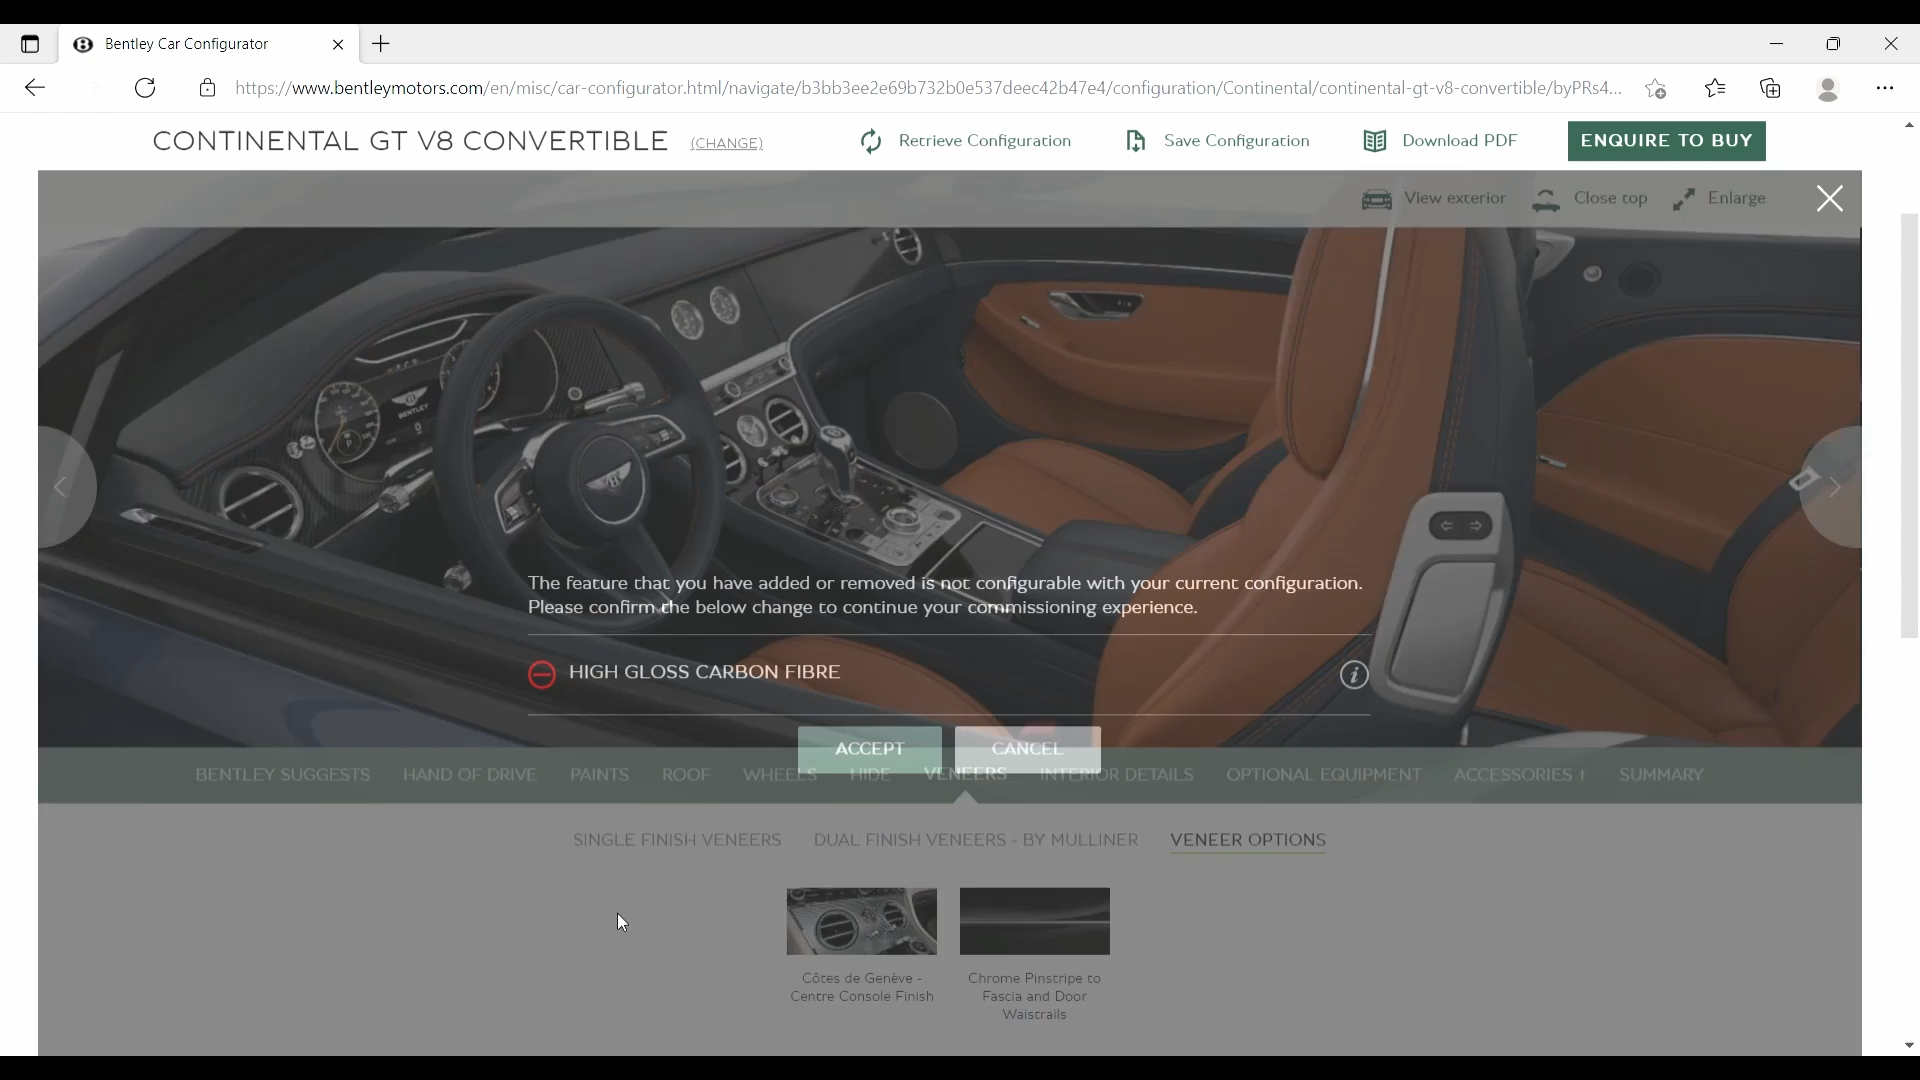 Bentley Car Configurator
https://www.bentleymotors.com/en/misc/car-configurator.html/navigate/b3bb3ee2e69b732b0e537deec42b47e4/configuration/Continental/continental-gt-v8-convertible/byPRs4...
CONTINENTAL GT V8 CONVERTIBLE (CHANGE) Retrieve Configuration Save Configuration Download PDF ENQUIRE TO BUY
View exterior Close top Enlarge
BENTLEY
The feature that you have added or removed is not configurable with your current configuration.
Please confirm the below change to continue your commissioning experience.
HIGH GLOSS CARBON FIBRE
ACCEPT CANCEL
BENTLEY SUGGESTS HAND OF DRIVE PAINTS ROOF WHEELS HIDE VENEERS INTERIOR DETAILS OPTIONAL EQUIPMENT ACCESSORIES † SUMMARY
SINGLE FINISH VENEERS DUAL FINISH VENEERS - BY MULLINER VENEER OPTIONS
Côtes de Genève -
Centre Console Finish
Chrome Pinstripe to
Fascia and Door
Waistrails